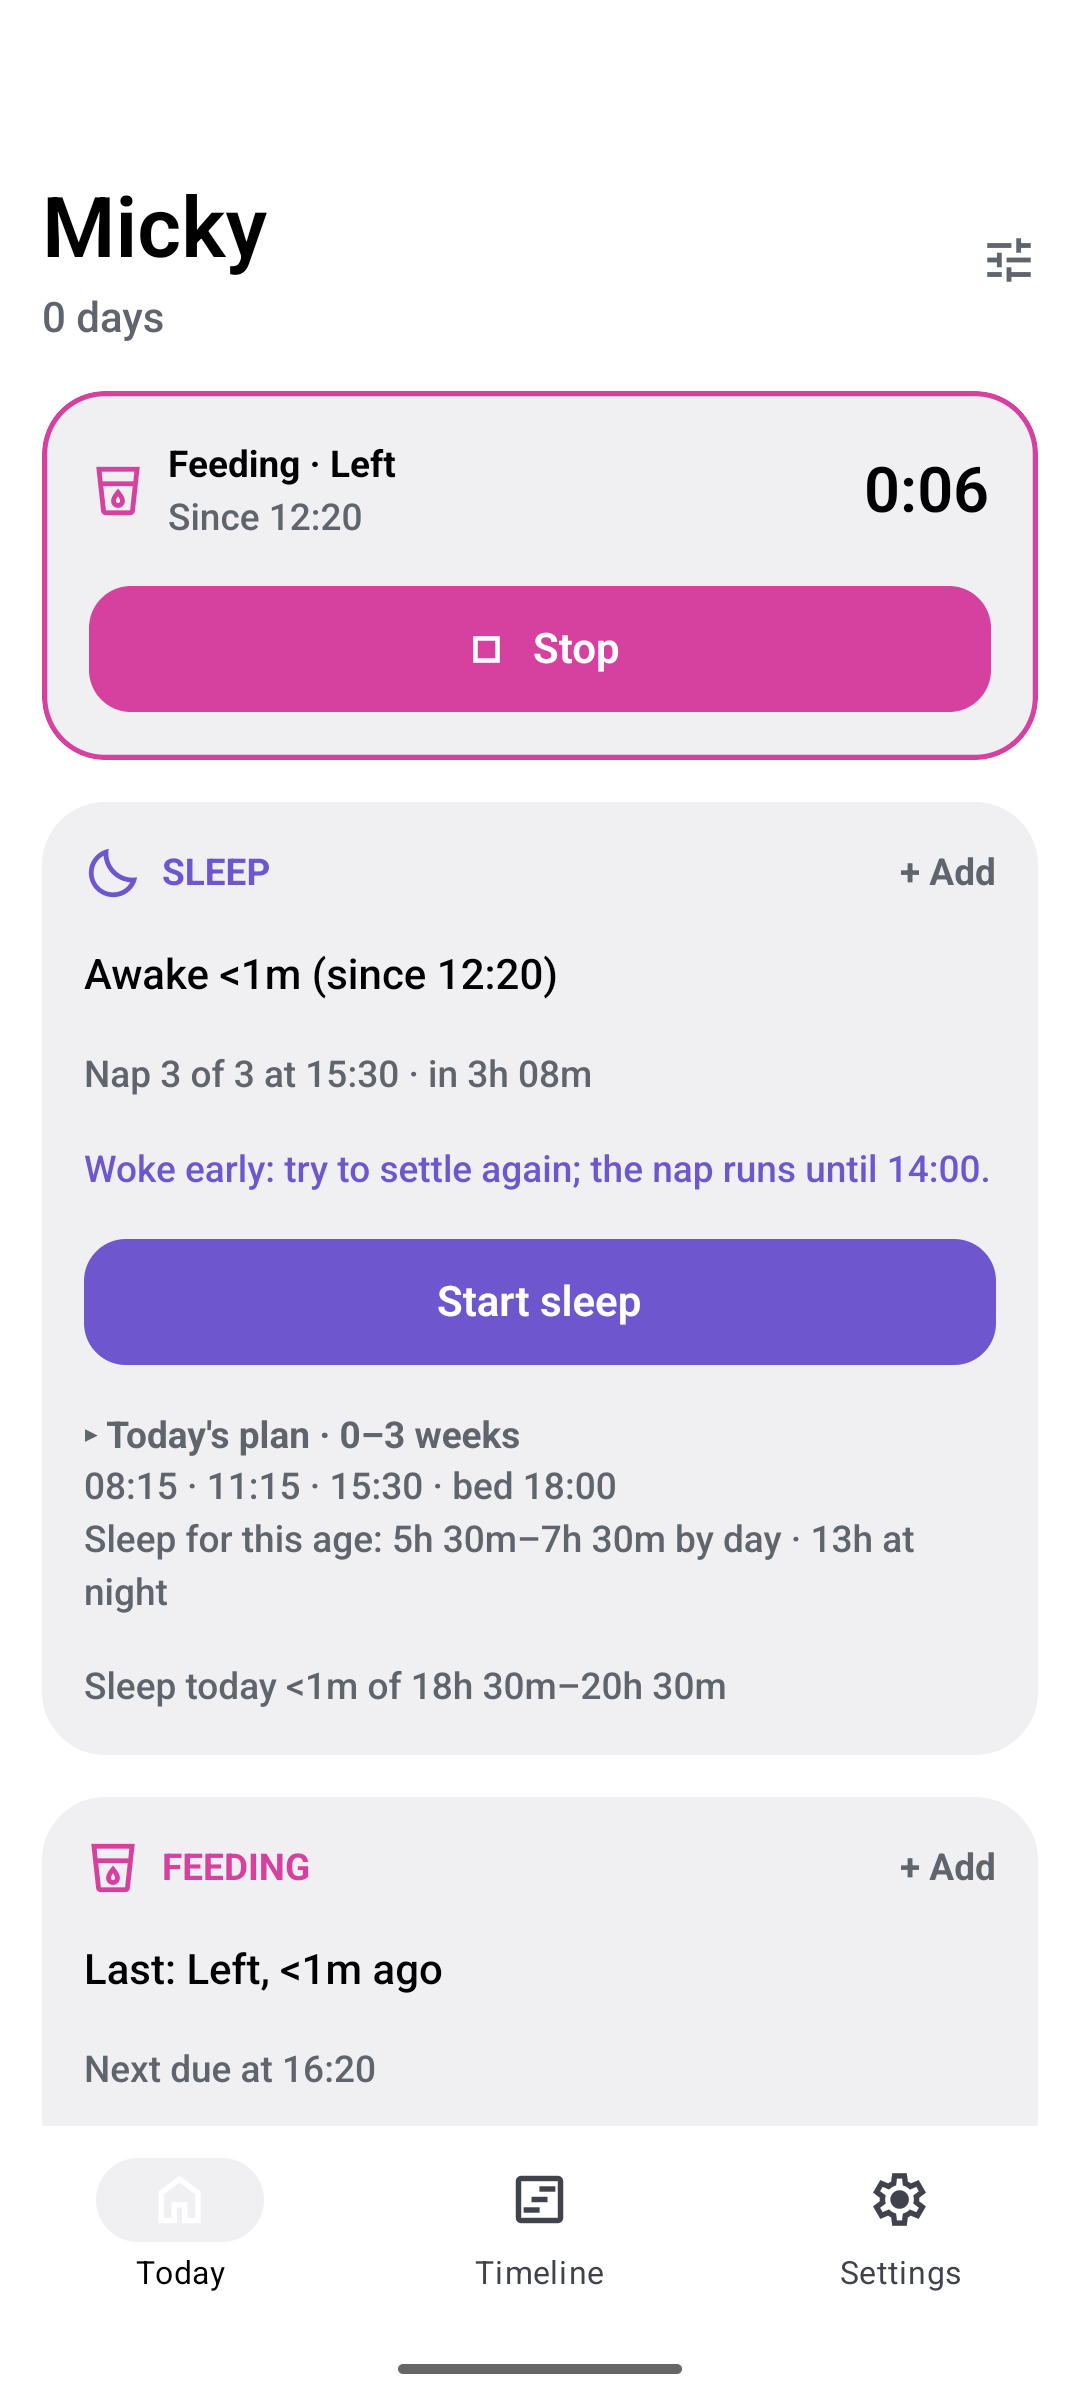 Micky
0 days
Feeding · Left
Since 12:20
0:06
Stop
SLEEP
+ Add
Awake <1m (since 12:20)
Nap 3 of 3 at 15:30 · in 3h 08m
Woke early: try to settle again; the nap runs until 14:00.
Start sleep
▸ Today's plan · 0–3 weeks
08:15 · 11:15 · 15:30 · bed 18:00
Sleep for this age: 5h 30m–7h 30m by day · 13h at
night
Sleep today <1m of 18h 30m–20h 30m
FEEDING
+ Add
Last: Left, <1m ago
Next due at 16:20
Today
Timeline
Settings